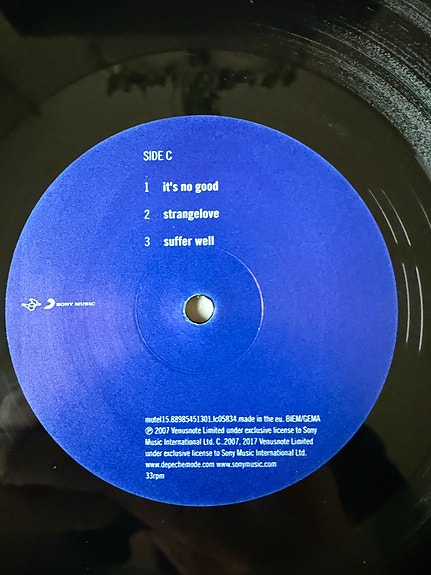 SIDE C
1 it's no good
2 strangelove
3 suffer well
SONY MUSIC
mutel15.88985451301.lc05834.made in the eu. BIEM/GEMA
℗ 2007 Venusnote Limited under exclusive license to Sony
Music International Ltd. C..2007, 2017 Venusnote Limited
under exclusive license to Sony Music International Ltd.
www.depechemode.com www.sonymusic.com
33rpm